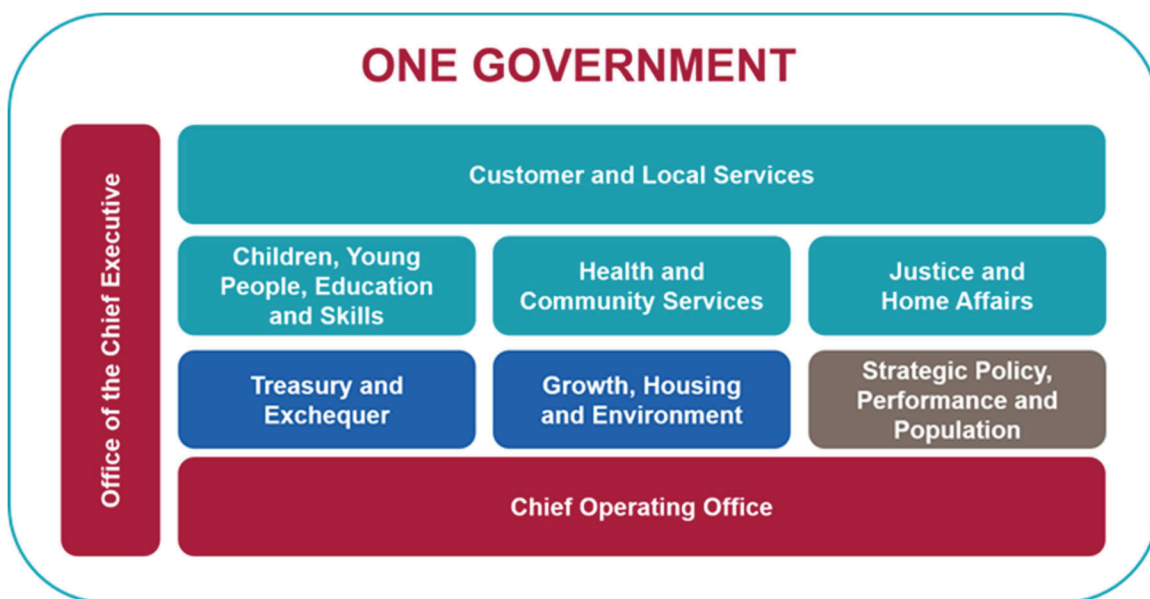 ONE GOVERNMENT
Office of the Chief Executive
Customer and Local Services
Children, Young
People, Education
and Skills
Health and
Community Services
Justice and
Home Affairs
Treasury and
Exchequer
Growth, Housing
and Environment
Strategic Policy,
Performance and
Population
Chief Operating Office